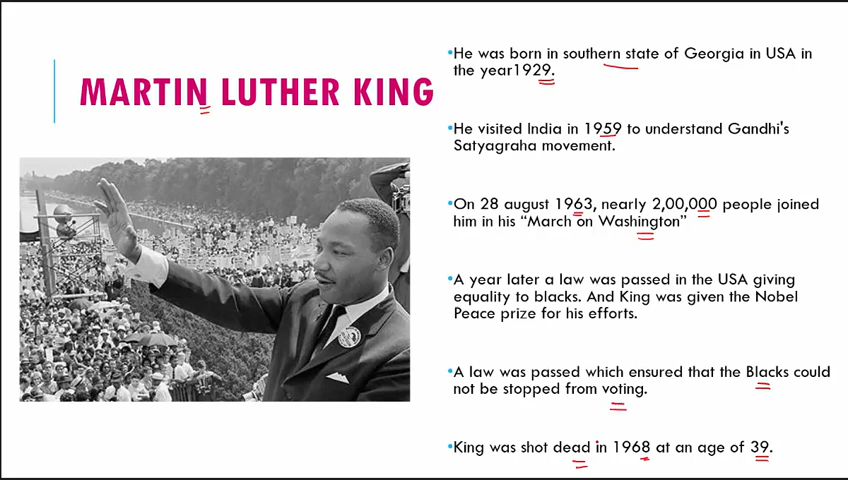 MARTIN LUTHER KING
•He was born in southern state of Georgia in USA in
the year1929.
•He visited India in 1959 to understand Gandhi's
Satyagraha movement.
•On 28 august 1963, nearly 2,00,000 people joined
him in his “March on Washington”
•A year later a law was passed in the USA giving
equality to blacks. And King was given the Nobel
Peace prize for his efforts.
•A law was passed which ensured that the Blacks could
not be stopped from voting.
•King was shot dead in 1968 at an age of 39.